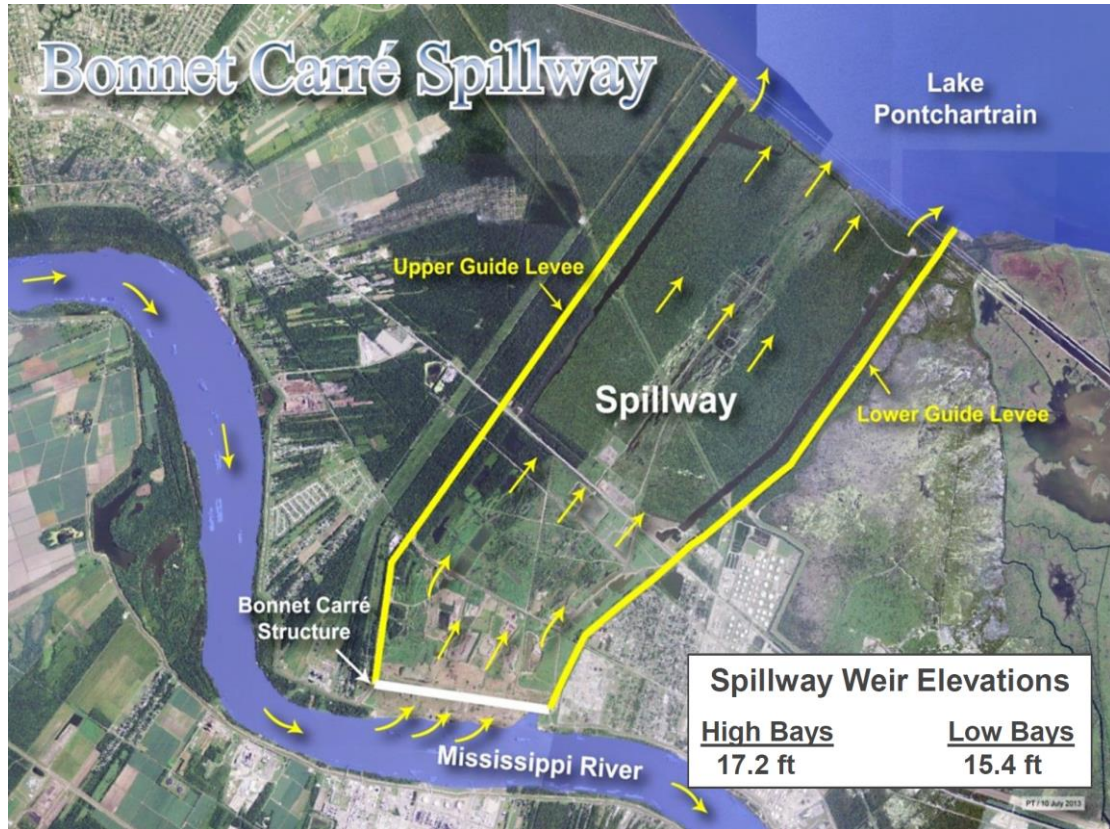 Bonnet Carré Spillway
Lake
Pontchartrain
Upper Guide Levee
Spillway
Lower Guide Levee
Bonnet Carré
Structure
Mississippi River
Spillway Weir Elevations
High Bays Low Bays
17.2 ft 15.4 ft
PT / 10 July 2013